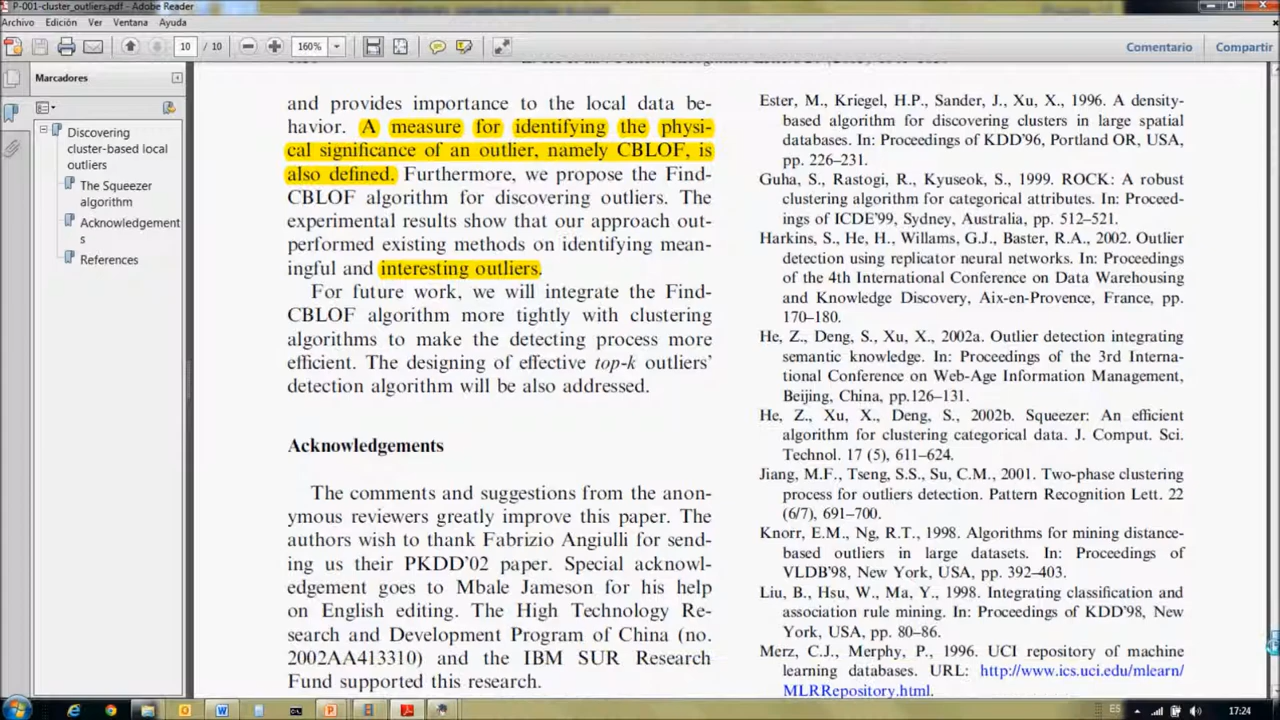 P-001-cluster_outliers.pdf - Adobe Reader
Archivo Edición Ver Ventana Ayuda
10 / 10
160%
Comentario
Compartir
Marcadores
Discovering
cluster-based local
outliers
The Squeezer
algorithm
Acknowledgement
s
References
and provides importance to the local data be-
havior. A measure for identifying the physi-
cal significance of an outlier, namely CBLOF, is
also defined. Furthermore, we propose the Find-
CBLOF algorithm for discovering outliers. The
experimental results show that our approach out-
performed existing methods on identifying mean-
ingful and interesting outliers.
For future work, we will integrate the Find-
CBLOF algorithm more tightly with clustering
algorithms to make the detecting process more
efficient. The designing of effective top-k outliers’
detection algorithm will be also addressed.
Acknowledgements
The comments and suggestions from the anon-
ymous reviewers greatly improve this paper. The
authors wish to thank Fabrizio Angiulli for send-
ing us their PKDD’02 paper. Special acknowl-
edgement goes to Mbale Jameson for his help
on English editing. The High Technology Re-
search and Development Program of China (no.
2002AA413310) and the IBM SUR Research
Fund supported this research.
Ester, M., Kriegel, H.P., Sander, J., Xu, X., 1996. A density-
based algorithm for discovering clusters in large spatial
databases. In: Proceedings of KDD’96, Portland OR, USA,
pp. 226–231.
Guha, S., Rastogi, R., Kyuseok, S., 1999. ROCK: A robust
clustering algorithm for categorical attributes. In: Proceed-
ings of ICDE’99, Sydney, Australia, pp. 512–521.
Harkins, S., He, H., Willams, G.J., Baster, R.A., 2002. Outlier
detection using replicator neural networks. In: Proceedings
of the 4th International Conference on Data Warehousing
and Knowledge Discovery, Aix-en-Provence, France, pp.
170–180.
He, Z., Deng, S., Xu, X., 2002a. Outlier detection integrating
semantic knowledge. In: Proceedings of the 3rd Interna-
tional Conference on Web-Age Information Management,
Beijing, China, pp.126–131.
He, Z., Xu, X., Deng, S., 2002b. Squeezer: An efficient
algorithm for clustering categorical data. J. Comput. Sci.
Technol. 17 (5), 611–624.
Jiang, M.F., Tseng, S.S., Su, C.M., 2001. Two-phase clustering
process for outliers detection. Pattern Recognition Lett. 22
(6/7), 691–700.
Knorr, E.M., Ng, R.T., 1998. Algorithms for mining distance-
based outliers in large datasets. In: Proceedings of
VLDB’98, New York, USA, pp. 392–403.
Liu, B., Hsu, W., Ma, Y., 1998. Integrating classification and
association rule mining. In: Proceedings of KDD’98, New
York, USA, pp. 80–86.
Merz, C.J., Merphy, P., 1996. UCI repository of machine
learning databases. URL: http://www.ics.uci.edu/mlearn/
MLRRepository.html.
ES
17:24